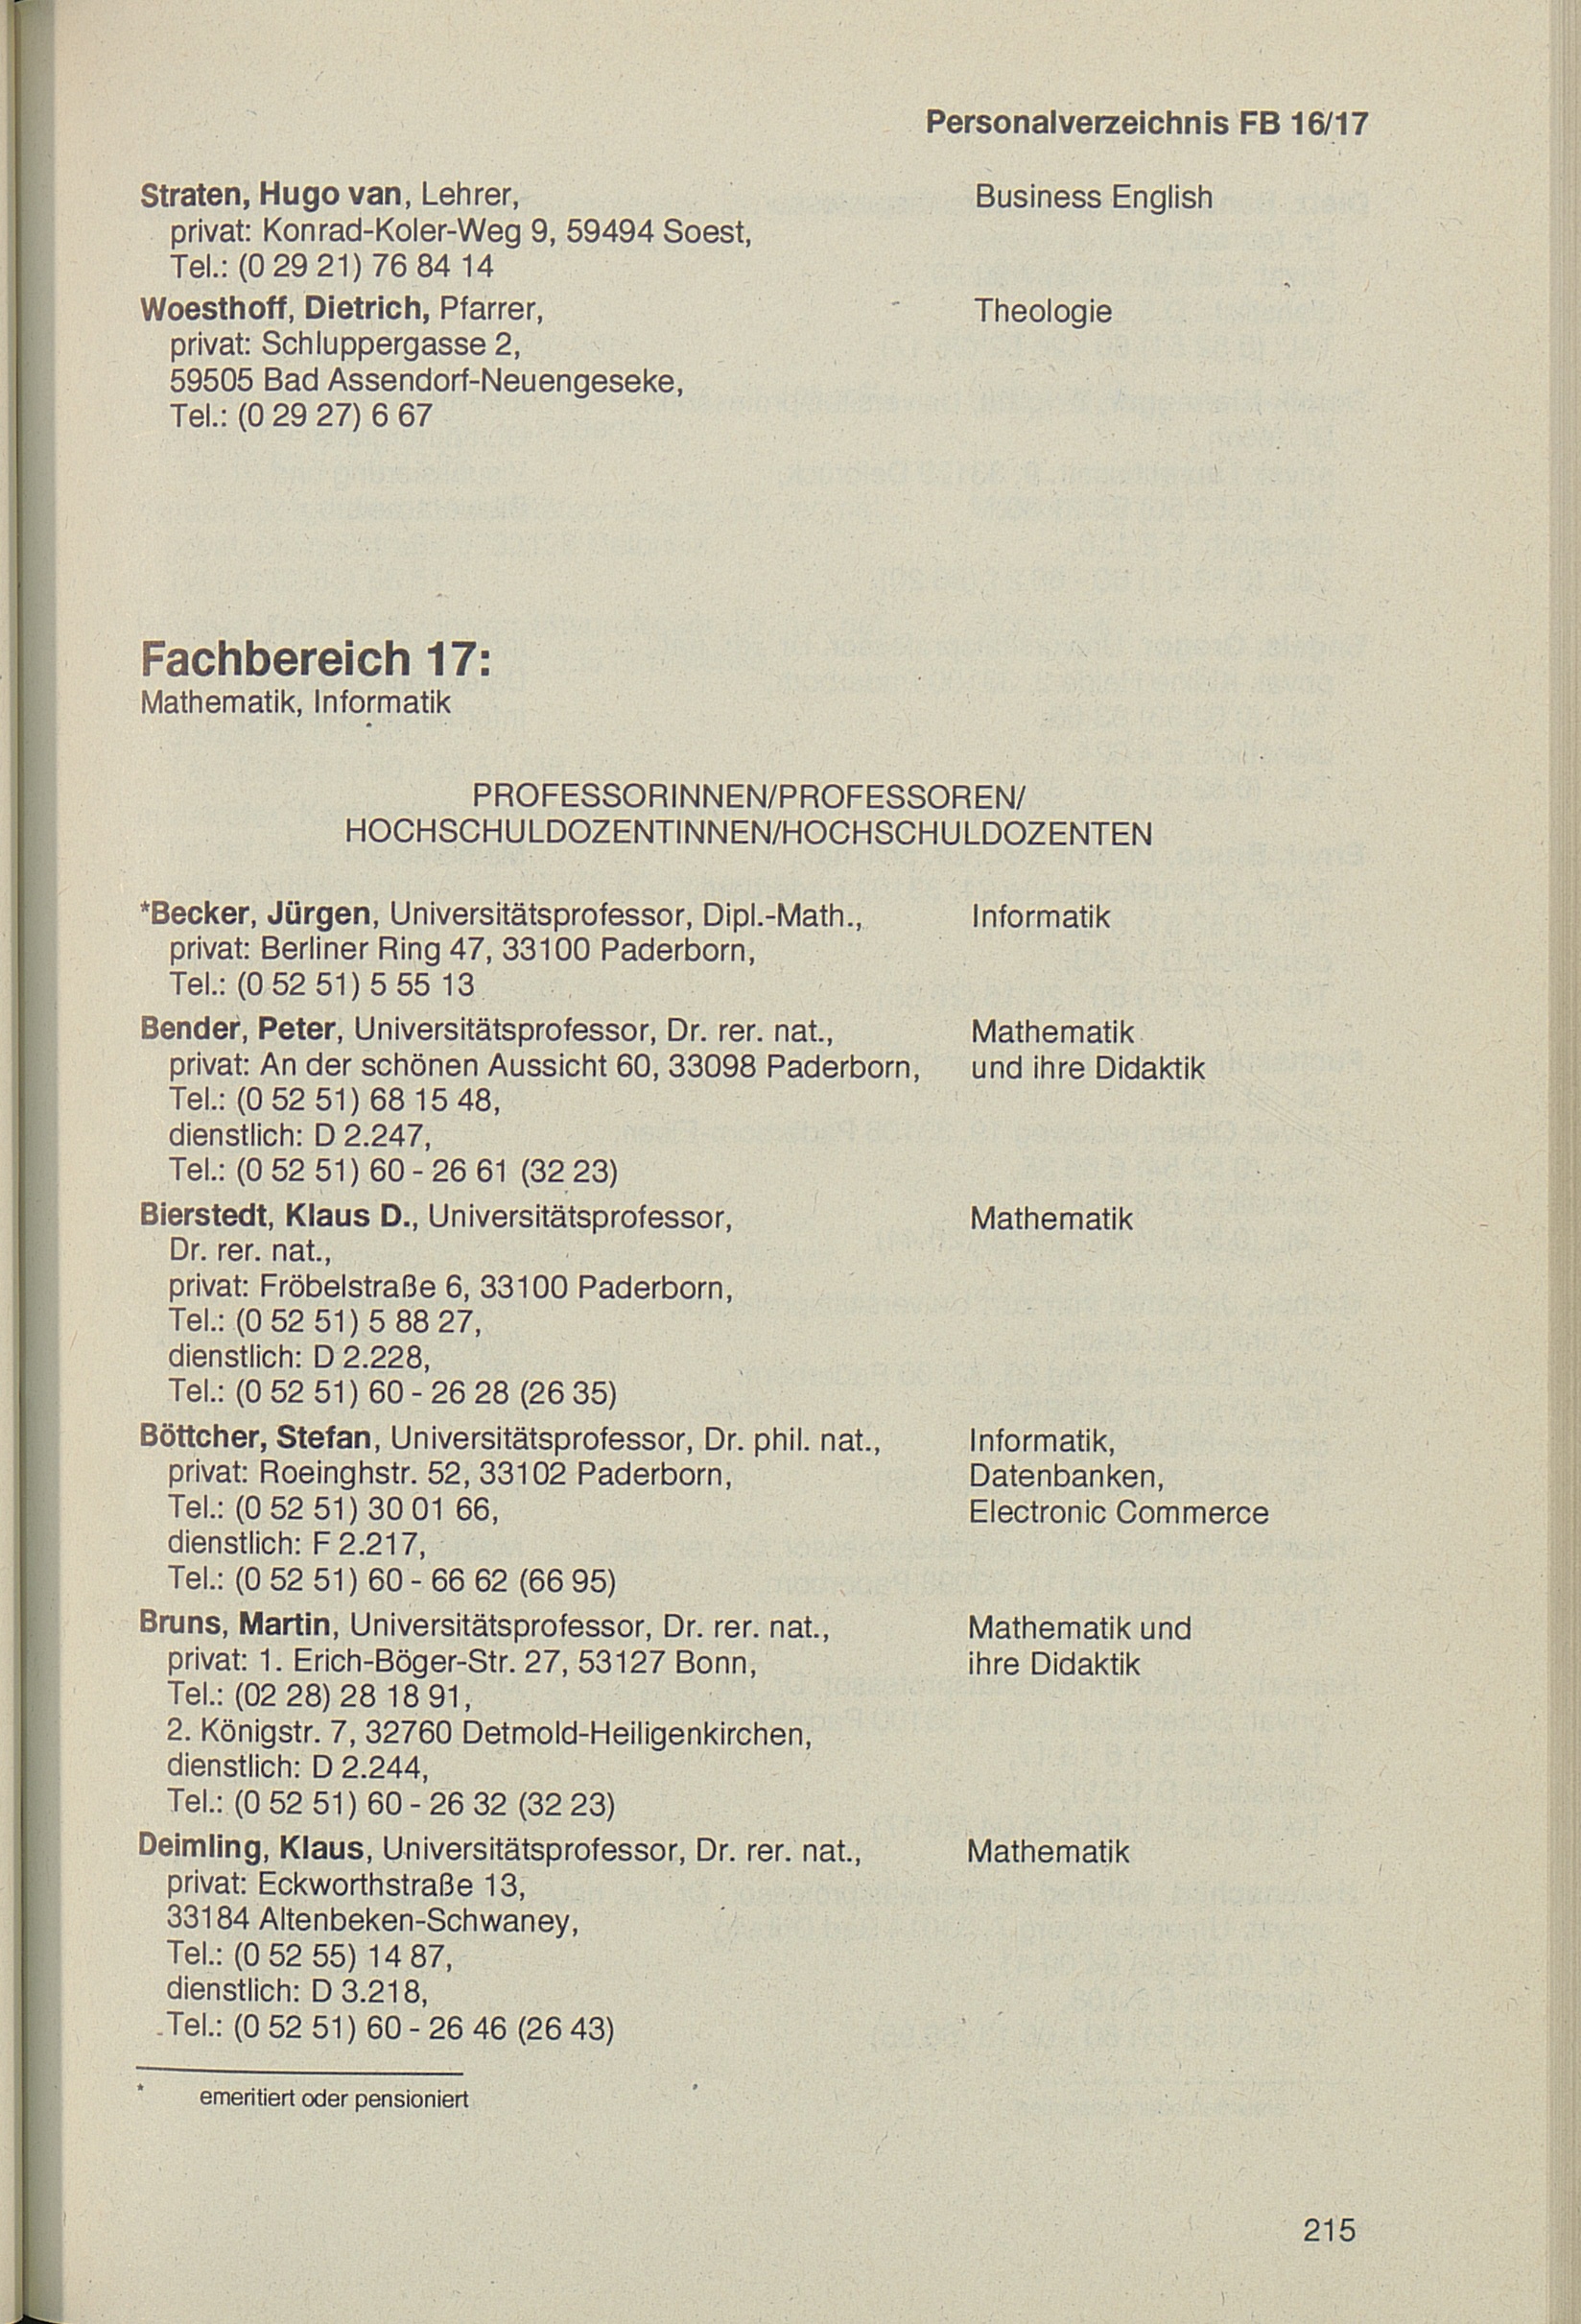 Personalverzeichnis FB 16/17
Straten, Hugo van, Lehrer, Business English
privat: Konrad-Koler-Weg 9, 59494 Soest,
Tel.: (0 29 21) 76 84 14
Woesthoff, Dietrich, Pfarrer, Theologie
privat: Schluppergasse 2,
59505 Bad Assendorf-Neuengeseke,
Tel.: (0 29 27) 6 67
Fachbereich 17:
Mathematik, Informatik
PROFESSORINNEN/PROFESSOREN/
HOCHSCHULDOZENTINNEN/HOCHSCHULDOZENTEN
*Becker, Jürgen, Universitätsprofessor, Dipl.-Math., Informatik
privat: Berliner Ring 47, 33100 Paderborn,
Tel.: (0 52 51) 5 55 13
Bender, Peter, Universitätsprofessor, Dr. rer. nat., Mathematik
privat: An der schönen Aussicht 60, 33098 Paderborn, und ihre Didaktik
Tel.: (0 52 51) 68 15 48,
dienstlich: D 2.247,
Tel.: (0 52 51) 60 - 26 61 (32 23)
Bierstedt, Klaus D., Universitätsprofessor, Mathematik
Dr. rer. nat.,
privat: Fröbelstraße 6, 33100 Paderborn,
Tel.: (0 52 51) 5 88 27,
dienstlich: D 2.228,
Tel.: (0 52 51) 60 - 26 28 (26 35)
Böttcher, Stefan, Universitätsprofessor, Dr. phil. nat., Informatik,
privat: Roeinghstr. 52, 33102 Paderborn, Datenbanken,
Tel.: (0 52 51) 30 01 66, Electronic Commerce
dienstlich: F 2.217,
Tel.: (0 52 51) 60 - 66 62 (66 95)
Bruns, Martin, Universitätsprofessor, Dr. rer. nat., Mathematik und
privat: 1. Erich-Böger-Str. 27, 53127 Bonn, ihre Didaktik
Tel.: (02 28) 28 18 91,
2. Königstr. 7, 32760 Detmold-Heiligenkirchen,
dienstlich: D 2.244,
Tel.: (0 52 51) 60 - 26 32 (32 23)
Deimling, Klaus, Universitätsprofessor, Dr. rer. nat., Mathematik
privat: Eckworthstraße 13,
33184 Altenbeken-Schwaney,
Tel.: (0 52 55) 14 87,
dienstlich: D 3.218,
Tel.: (0 52 51) 60 - 26 46 (26 43)
* emeritiert oder pensioniert
215